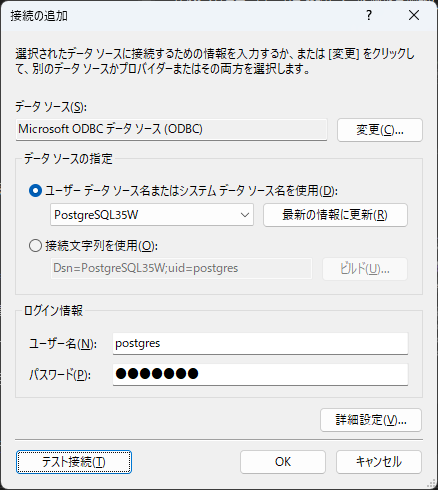 接続の追加
?
選択されたデータ ソースに接続するための情報を入力するか、または [変更] をクリックし
て、別のデータ ソースかプロバイダーまたはその両方を選択します。
データ ソース(S):
Microsoft ODBC データ ソース (ODBC)
変更(C)...
データ ソースの指定
ユーザー データ ソース名またはシステム データ ソース名を使用(D):
PostgreSQL35W
最新の情報に更新(R)
接続文字列を使用(O):
Dsn=PostgreSQL35W;uid=postgres
ビルド(U)...
ログイン情報
ユーザー名(N):
postgres
パスワード(P):
●●●●●●●
詳細設定(V)...
テスト接続(T)
OK
キャンセル